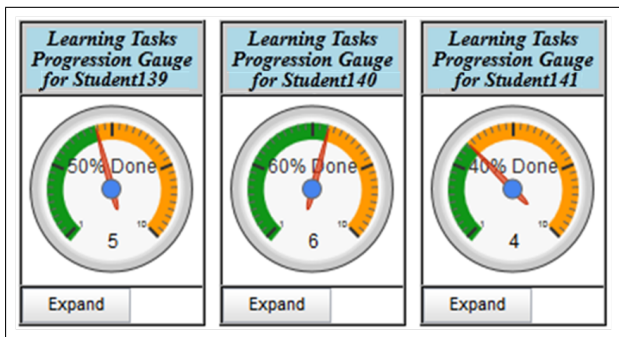 Learning Tasks
Progression Gauge
for Student139
50% Done
1
10
5
Expand
Learning Tasks
Progression Gauge
for Student140
60% Done
1
10
6
Expand
Learning Tasks
Progression Gauge
for Student141
40% Done
1
10
4
Expand